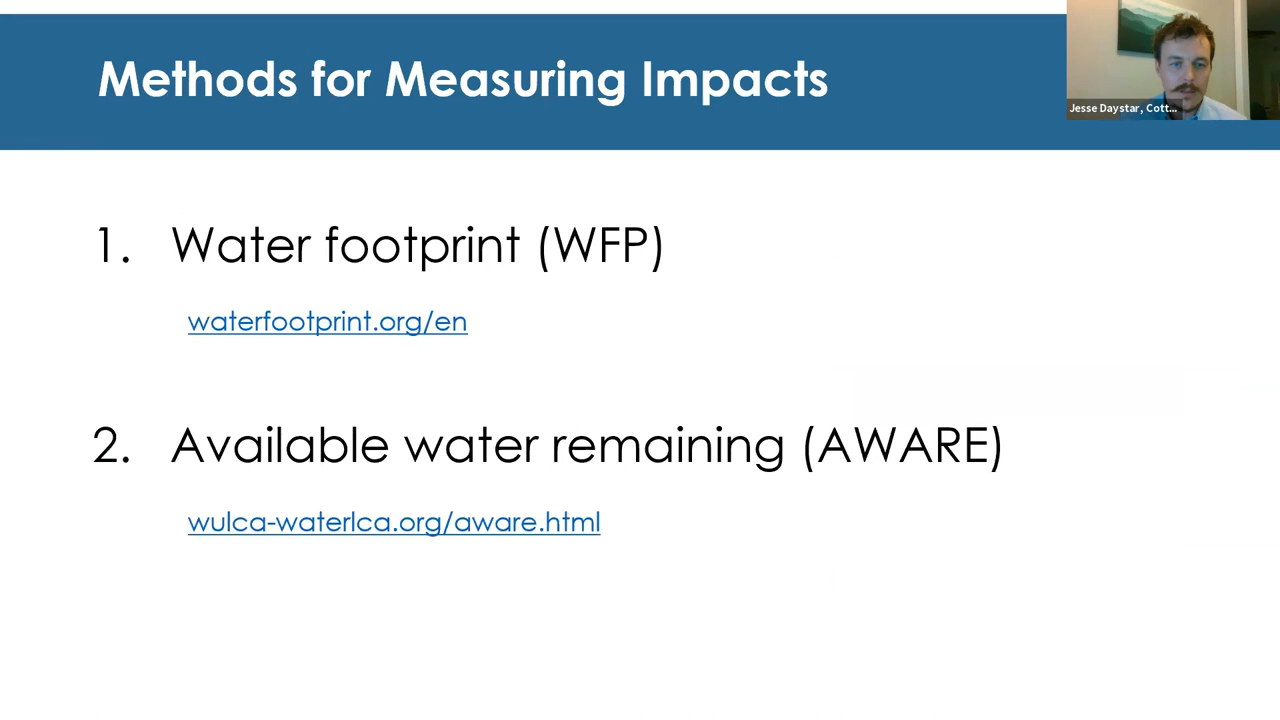 Methods for Measuring Impacts
Jesse Daystar, Cott...
1. Water footprint (WFP)
waterfootprint.org/en
2. Available water remaining (AWARE)
wulca-waterlca.org/aware.html